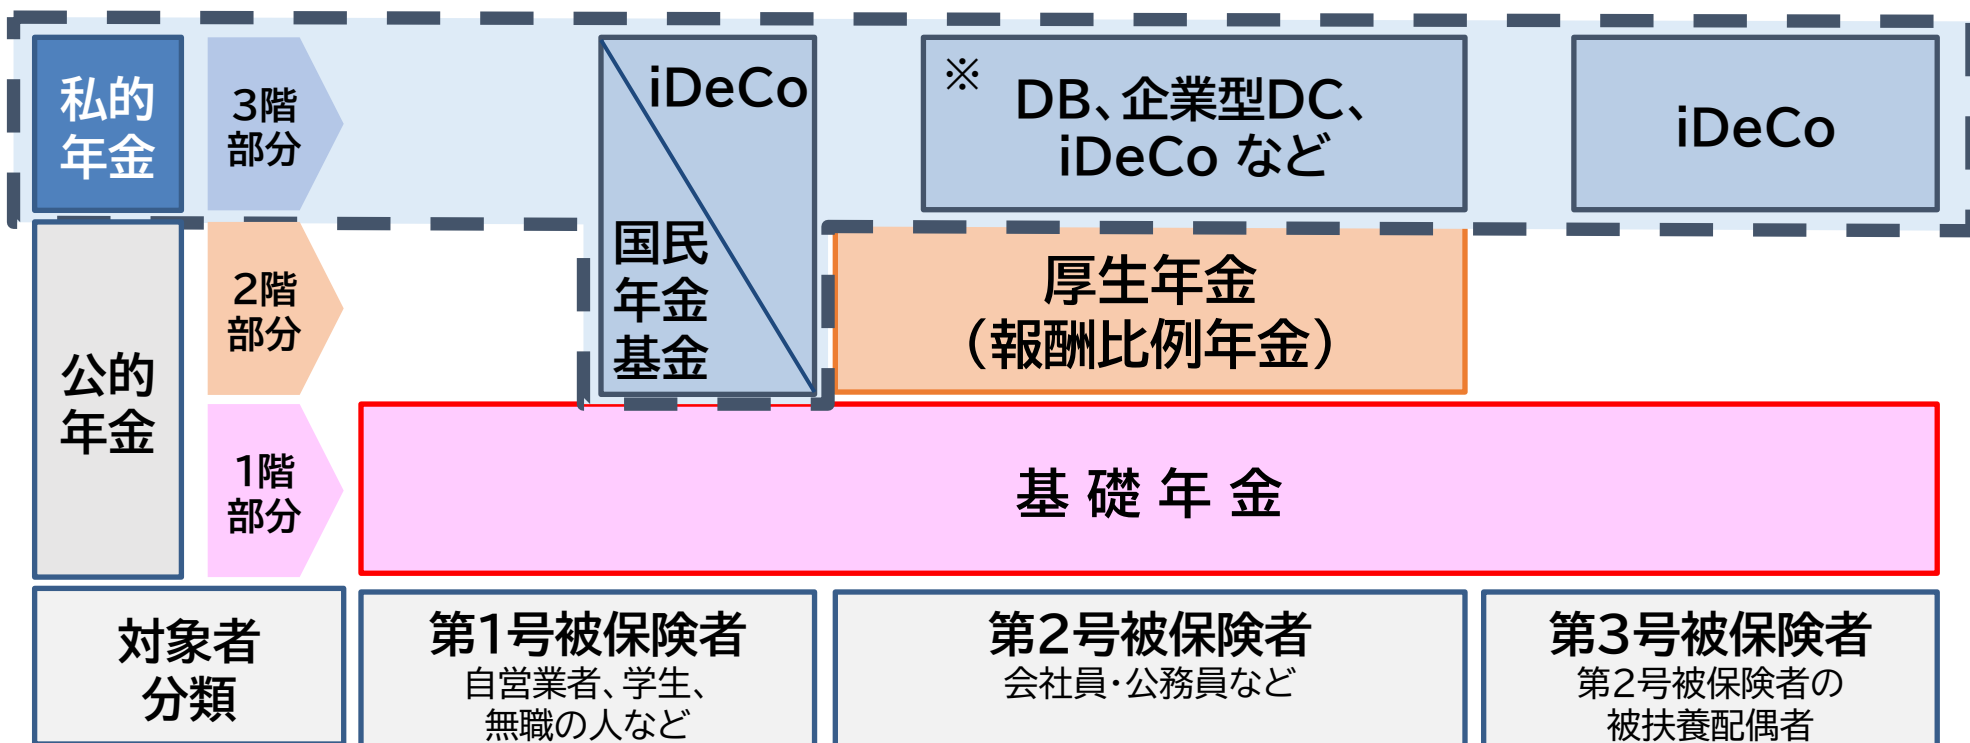 私的
年金
3階
部分
iDeCo
※
DB、企業型DC、
iDeCo など
iDeCo
国民
年金
基金
公的
年金
2階
部分
厚生年金
（報酬比例年金）
1階
部分
基礎年金
対象者
分類
第1号被保険者
自営業者、学生、
無職の人など
第2号被保険者
会社員・公務員など
第3号被保険者
第2号被保険者の
被扶養配偶者